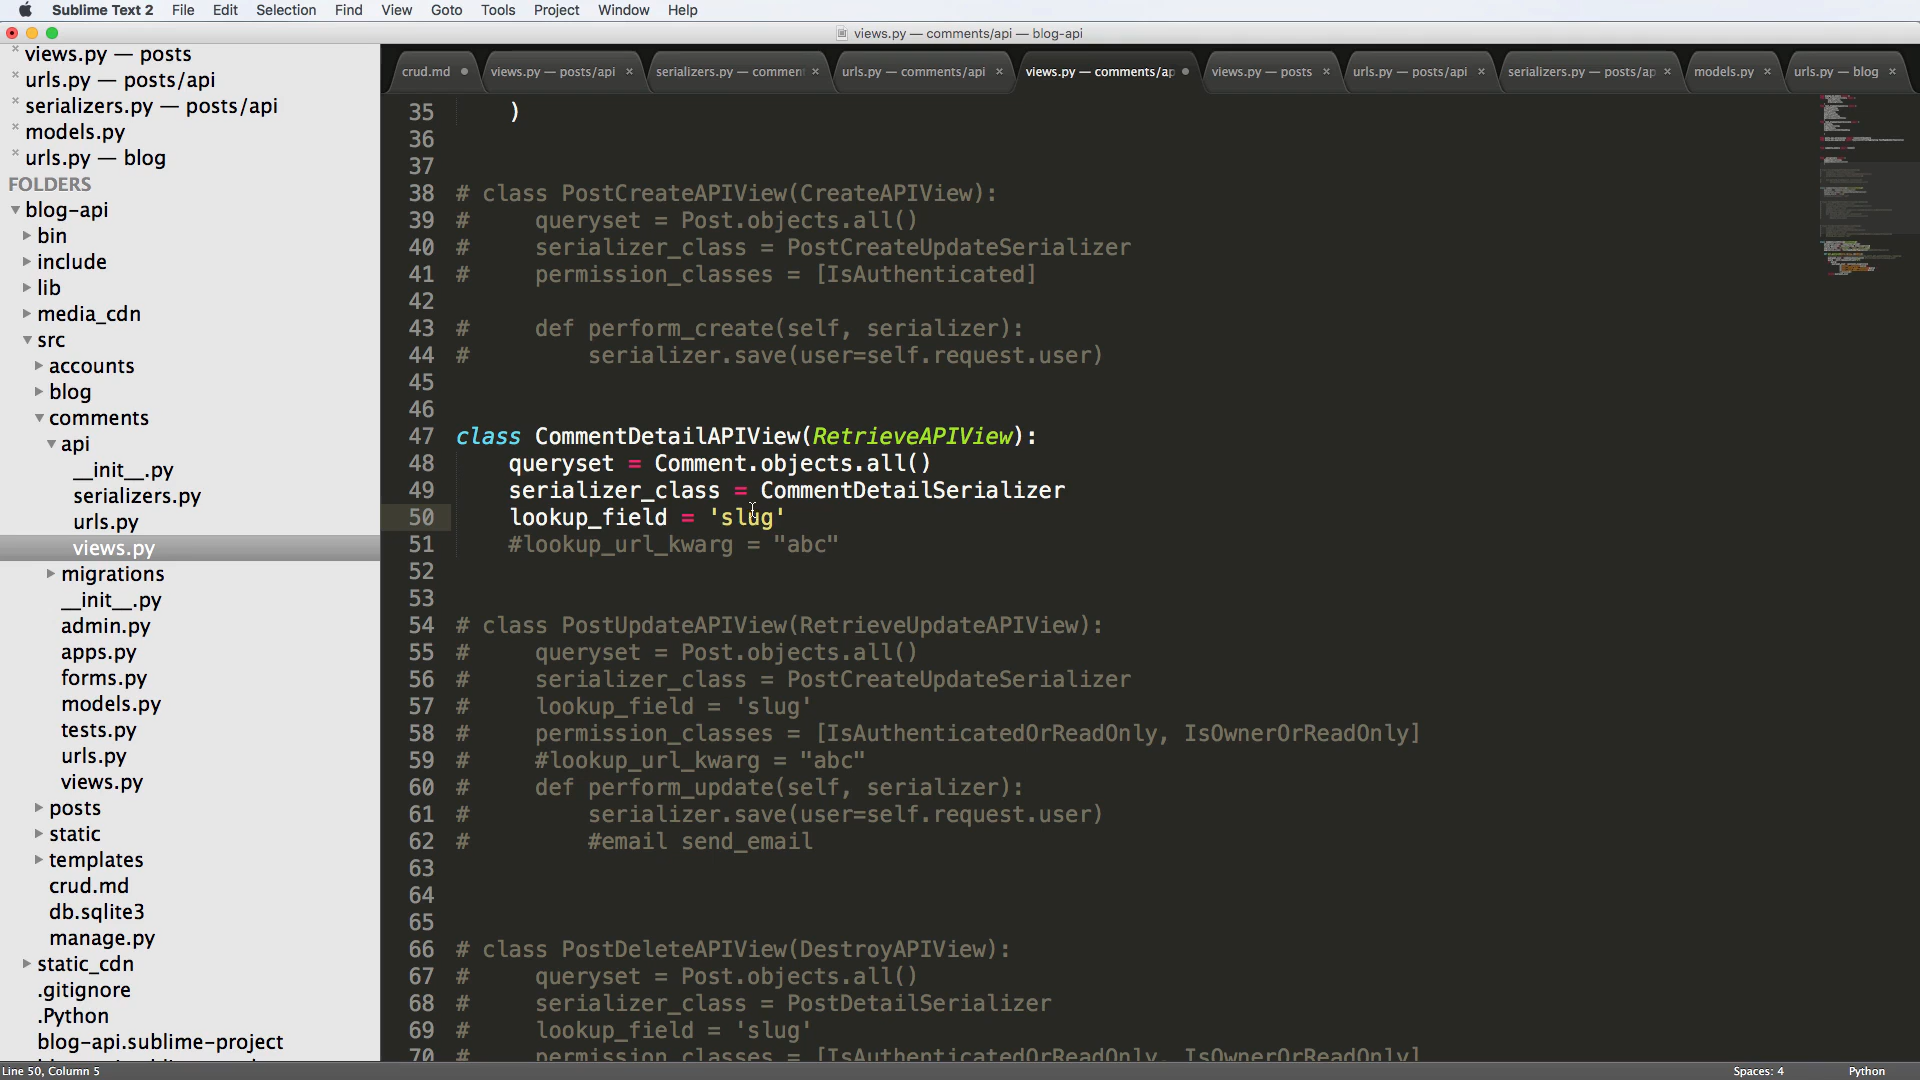 Sublime Text 2 File Edit Selection Find View Goto Tools Project Window Help
views.py — comments/api — blog-api
views.py — posts
urls.py — posts/api
serializers.py — posts/api
models.py
urls.py — blog
FOLDERS
blog-api
bin
include
lib
media_cdn
src
accounts
blog
comments
api
__init__.py
serializers.py
urls.py
views.py
migrations
__init__.py
admin.py
apps.py
forms.py
models.py
tests.py
urls.py
views.py
posts
static
templates
crud.md
db.sqlite3
manage.py
static_cdn
.gitignore
.Python
blog-api.sublime-project
crud.md views.py — posts/api serializers.py — commen urls.py — comments/api views.py — comments/ap views.py — posts urls.py — posts/api serializers.py — posts/ap models.py urls.py — blog
35 )
36
37
38 # class PostCreateAPIView(CreateAPIView):
39 # queryset = Post.objects.all()
40 # serializer_class = PostCreateUpdateSerializer
41 # permission_classes = [IsAuthenticated]
42
43 # def perform_create(self, serializer):
44 # serializer.save(user=self.request.user)
45
46
47 class CommentDetailAPIView(RetrieveAPIView):
48 queryset = Comment.objects.all()
49 serializer_class = CommentDetailSerializer
50 lookup_field = 'slug'
51 #lookup_url_kwarg = "abc"
52
53
54 # class PostUpdateAPIView(RetrieveUpdateAPIView):
55 # queryset = Post.objects.all()
56 # serializer_class = PostCreateUpdateSerializer
57 # lookup_field = 'slug'
58 # permission_classes = [IsAuthenticatedOrReadOnly, IsOwnerOrReadOnly]
59 # #lookup_url_kwarg = "abc"
60 # def perform_update(self, serializer):
61 # serializer.save(user=self.request.user)
62 # #email send_email
63
64
65
66 # class PostDeleteAPIView(DestroyAPIView):
67 # queryset = Post.objects.all()
68 # serializer_class = PostDetailSerializer
69 # lookup_field = 'slug'
70 # permission_classes = [IsAuthenticatedOrReadOnly, IsOwnerOrReadOnly]
Line 50, Column 5 Spaces: 4 Python